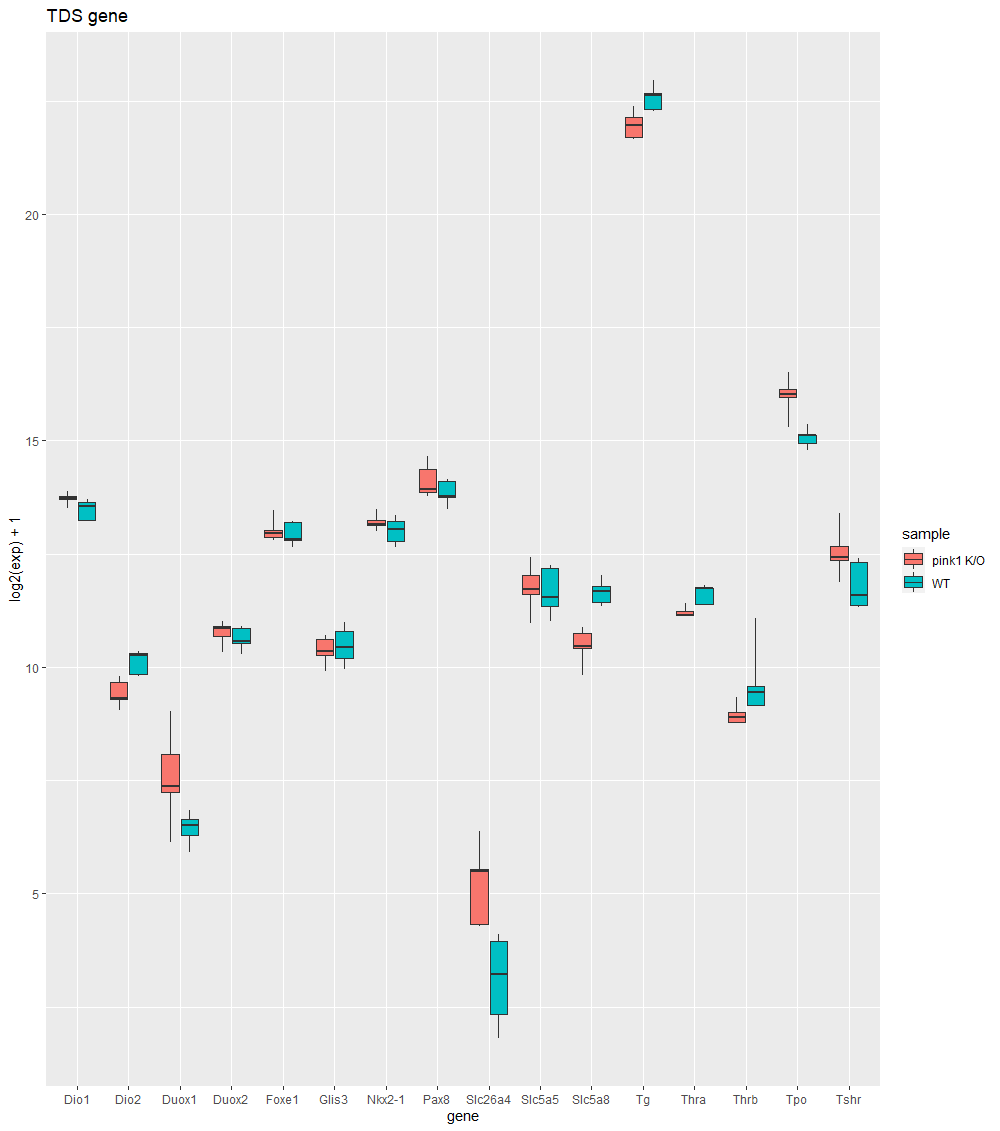 TDS gene
log2(exp) + 1
20
15
10
5
Dio1 Dio2 Duox1 Duox2 Foxe1 Glis3 Nkx2-1 Pax8 Slc26a4 Slc5a5 Slc5a8 Tg Thra Thrb Tpo Tshr
gene
sample
pink1 K/O
WT